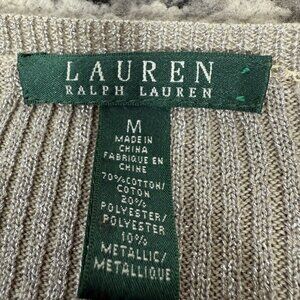 LAUREN
RALPH LAUREN
M
MADE IN
CHINA
FABRIQUE EN
CHINE
70% COTTON/
COTON
20%
POLYESTER/
POLYESTER
10%
METALLIC/
METALLIQUE